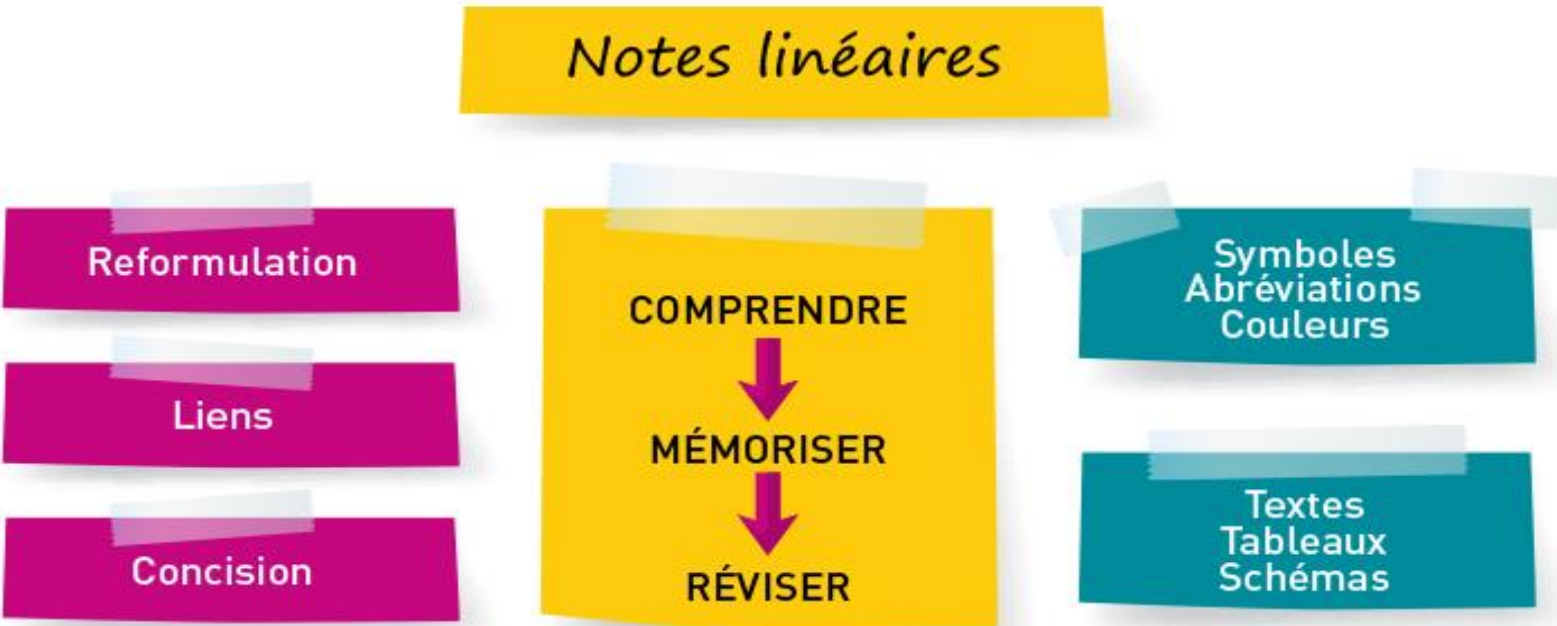 Notes linéaires
Reformulation
Liens
Concision
COMPRENDRE
MÉMORISER
RÉVISER
Symboles
Abréviations
Couleurs
Textes
Tableaux
Schémas